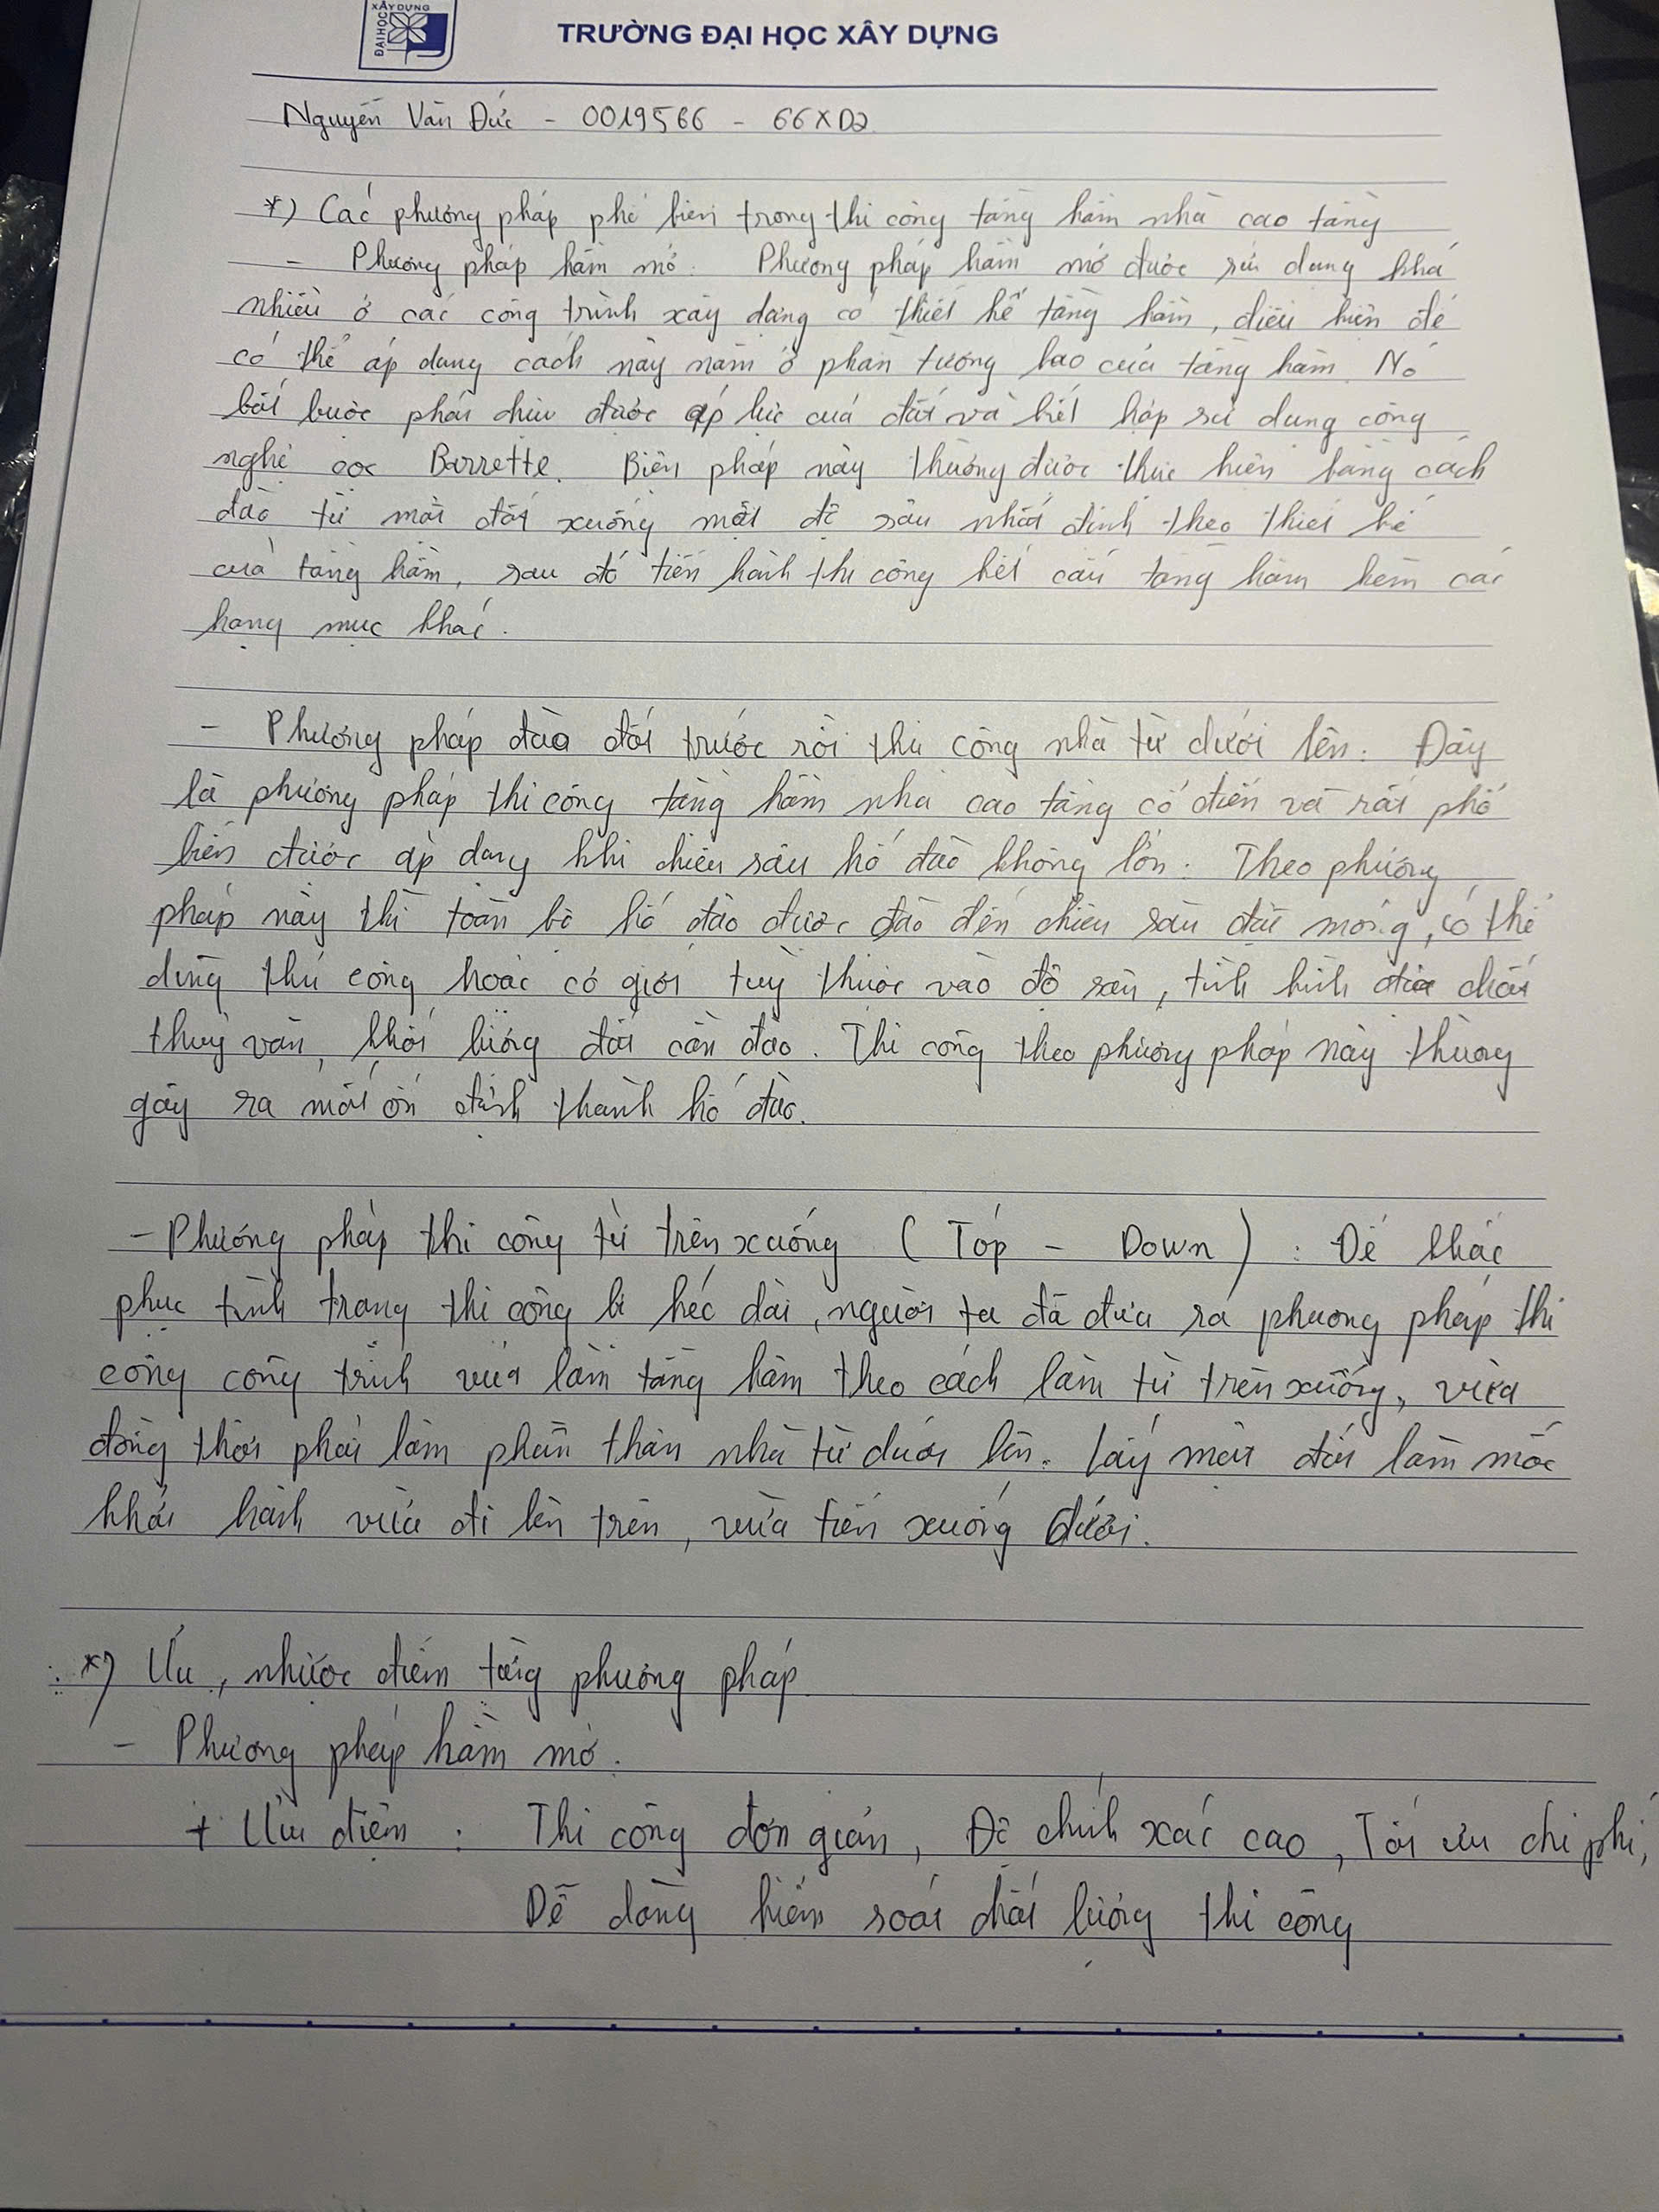 XÂY DỰNG
ĐẠI HỌC
TRƯỜNG ĐẠI HỌC XÂY DỰNG
Nguyễn Văn Đức - 0019566 - 66XD2
*) Các phương pháp phổ biến trong thi công tầng hầm nhà cao tầng
- Phương pháp hầm mở. Phương pháp hầm mở được sử dụng khá
nhiều ở các công trình xây dựng có thiết kế tầng hầm, điều kiện để
có thể áp dụng cách này nằm ở phần tường bao của tầng hầm. Nó
bắt buộc phải chịu được áp lực của đất và kết hợp sử dụng công
nghệ cọc Barrette. Biện pháp này thường được thực hiện bằng cách
đào từ mặt đất xuống một độ sâu nhất định theo thiết kế
của tầng hầm, sau đó tiến hành thi công kết cấu tầng hầm kèm các
hạng mục khác.
- Phương pháp đào đất trước rồi thi công nhà từ dưới lên: Đây
là phương pháp thi công tầng hầm nhà cao tầng cổ điển và rất phổ
biến được áp dụng khi chiều sâu hố đào không lớn. Theo phương
pháp này thì toàn bộ hố đào được đào đến chiều sâu đặt móng, có thể
dùng thủ công hoặc cơ giới tuỳ thuộc vào độ sâu, tình hình địa chất
thuỷ văn, khối lượng đất cần đào. Thi công theo phương pháp này thường
gây ra mất ổn định thành hố đào.
- Phương pháp thi công từ trên xuống (Top - Down) : Để khắc
phục tình trạng thi công bị kéo dài, người ta đã đưa ra phương pháp thi
công công trình vừa làm tầng hầm theo cách làm từ trên xuống, vừa
đồng thời phải làm phần thân nhà từ dưới lên. Lấy mặt đất làm mốc
khởi hành vừa đi lên trên, vừa tiến xuống dưới.
*) Ưu, nhược điểm từng phương pháp
- Phương pháp hầm mở.
+ Ưu điểm : Thi công đơn giản, Độ chính xác cao, Tối ưu chi phí,
Dễ dàng kiểm soát chất lượng thi công